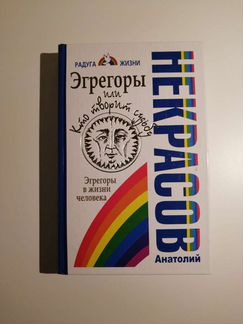 РАДУГА ЖИЗНИ
Эгрегоры
или
Кто творит судьбу
Эгрегоры
в жизни
человека
НЕКРАСОВ
Анатолий